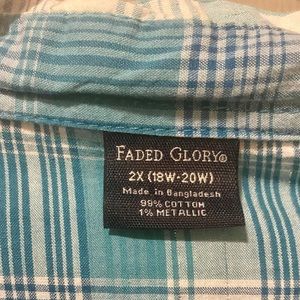 FADED GLORY®
2X (18W-20W)
Made in Bangladesh
99% COTTON
1% METALLIC